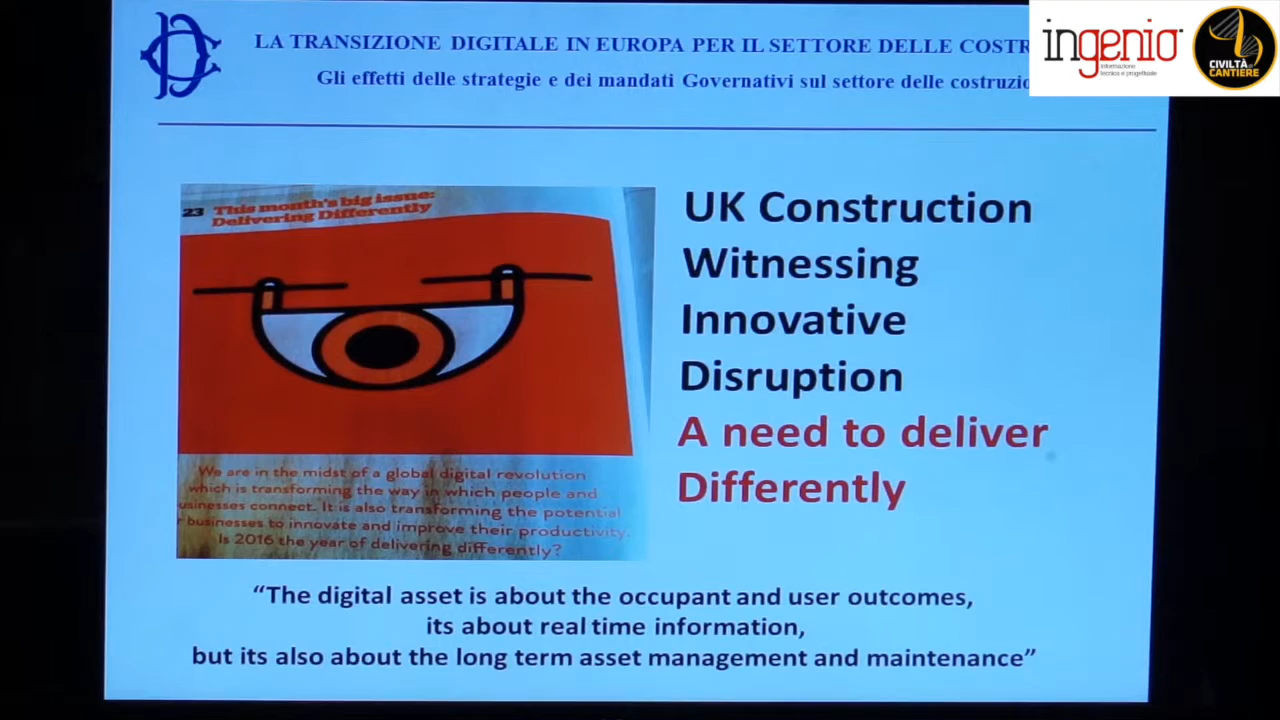 LA TRANSIZIONE DIGITALE IN EUROPA PER IL SETTORE DELLE
Gli effetti delle strategie e dei mandati Governativi sul settore delle
ingenio
informazione
tecnica e progettuale
CIVILTÀ DI
CANTIERE
23 This month's big issue:
Delivering Differently
We are in the midst of a global digital revolution
which is transforming the way in which people and
connect. It is also transforming the potential
businesses to innovate and improve their productivity.
Is 2016 the year of delivering differently?
UK Construction
Witnessing
Innovative
Disruption
A need to deliver
Differently
“The digital asset is about the occupant and user outcomes,
its about real time information,
but its also about the long term asset management and maintenance”